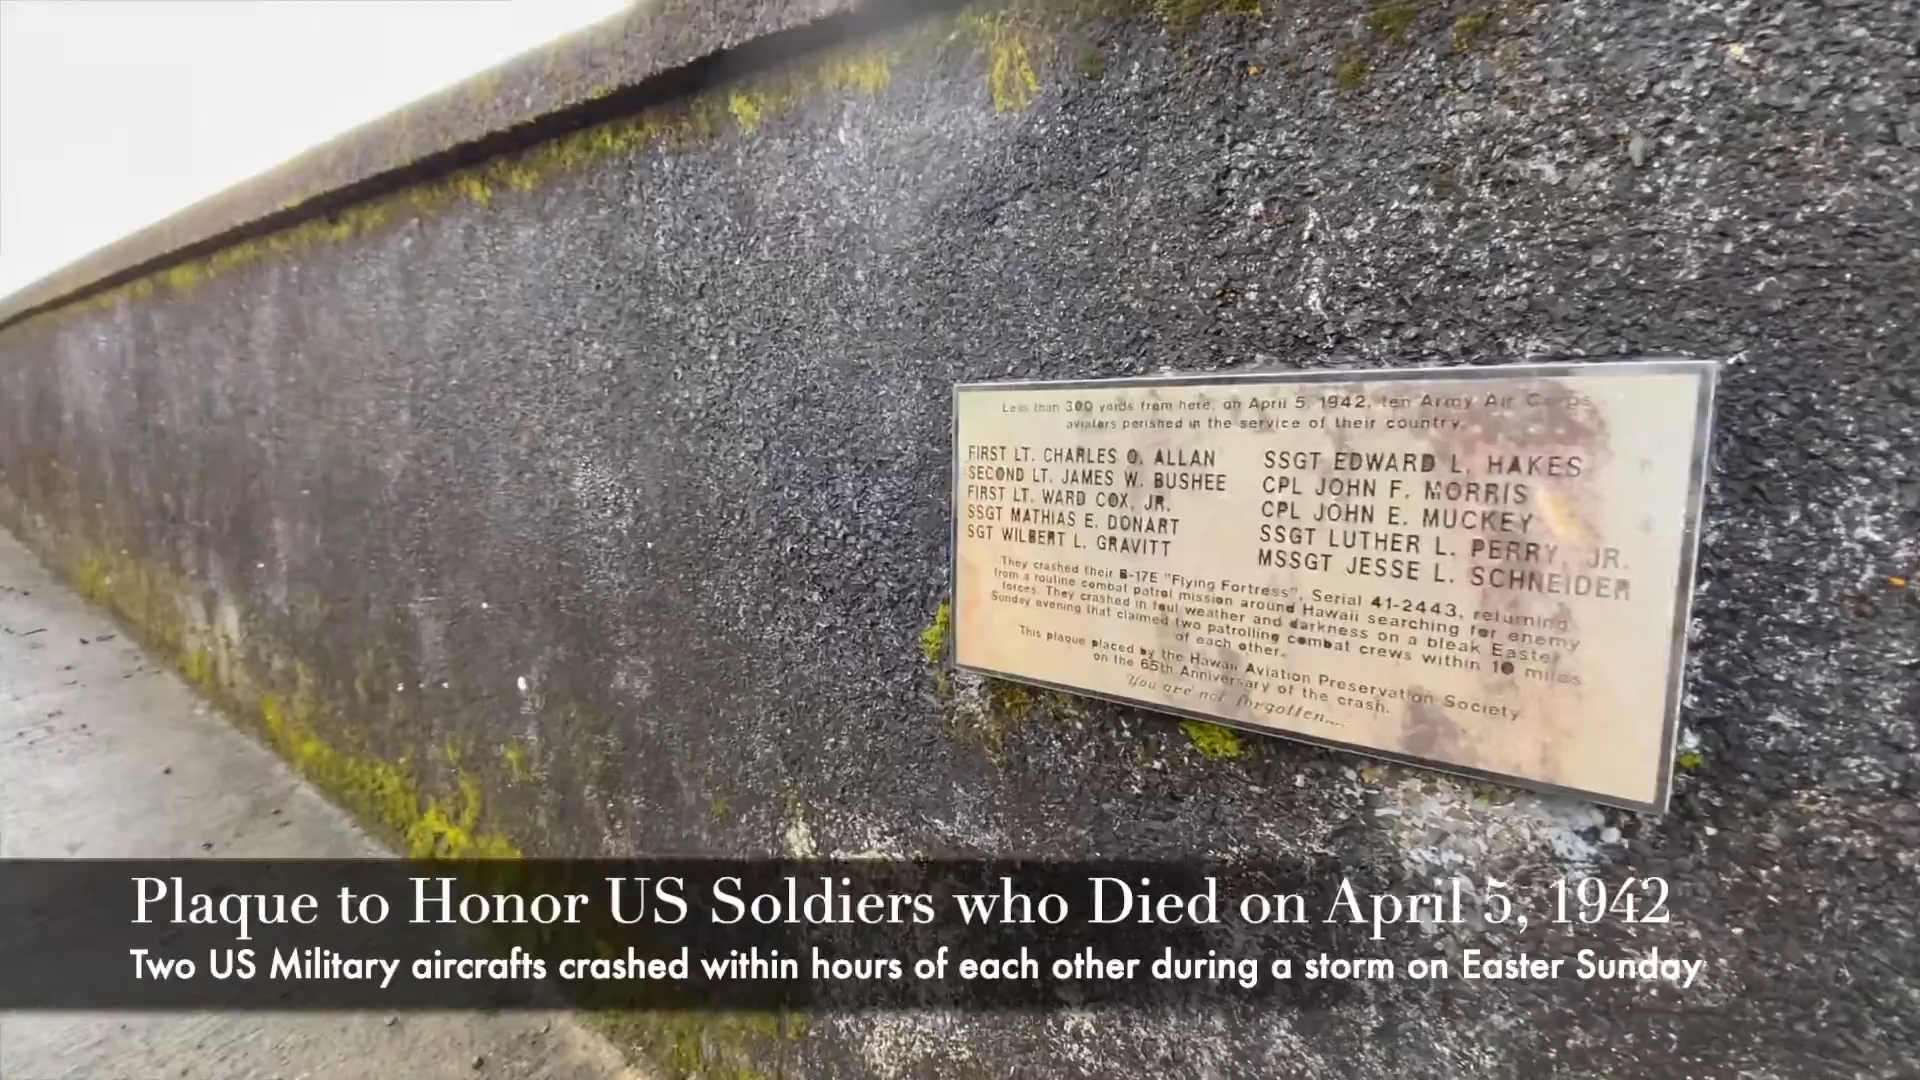 Less than 300 yards from here, on April 5, 1942, ten Army Air Corps
aviators perished in the service of their country.
FIRST LT. CHARLES O. ALLAN
SECOND LT. JAMES W. BUSHEE
FIRST LT. WARD COX, JR.
SSGT MATHIAS E. DONART
SGT WILBERT L. GRAVITT
SSGT EDWARD L. HAKES
CPL JOHN F. MORRIS
CPL JOHN E. MUCKEY
SSGT LUTHER L. PERRY, JR.
MSSGT JESSE L. SCHNEIDER
They crashed their B-17E "Flying Fortress", Serial 41-2443, returning
from a routine combat patrol mission around Hawaii searching for enemy
forces. They crashed in foul weather and darkness on a bleak Easter
Sunday evening that claimed two patrolling combat crews within 10 miles
of each other.
This plaque placed by the Hawaii Aviation Preservation Society
on the 65th Anniversary of the crash.
You are not forgotten....
Plaque to Honor US Soldiers who Died on April 5, 1942
Two US Military aircrafts crashed within hours of each other during a storm on Easter Sunday